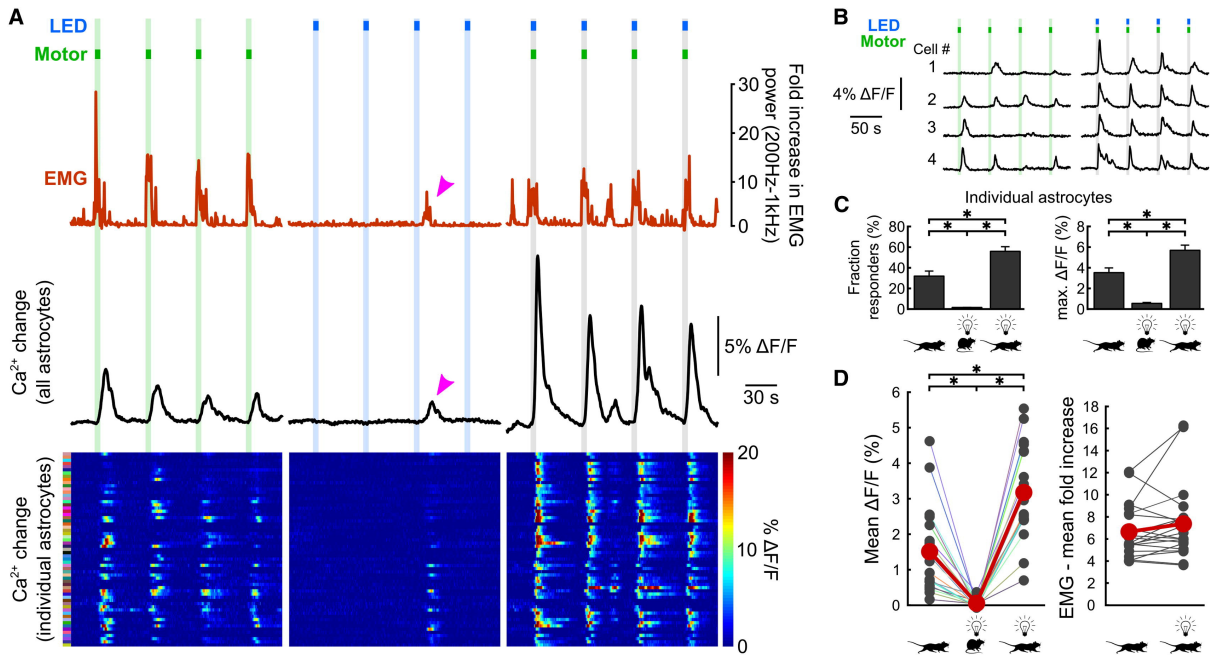 A
LED
Motor
EMG
30
20
10
0
Fold increase in EMG
power (200Hz-1kHz)
Ca²⁺ change
(all astrocytes)
5% ΔF/F
30 s
Ca²⁺ change
(individual astrocytes)
20
10
0
% ΔF/F
B
LED
Motor
Cell #
1
2
3
4
4% ΔF/F
50 s
C
Individual astrocytes
Fraction
responders (%)
80
60
40
20
0
* * *
max. ΔF/F (%)
8
6
4
2
0
* * *
D
Mean ΔF/F (%)
6
5
4
3
2
1
0
* * *
EMG - mean fold increase
18
16
14
12
10
8
6
4
2
0